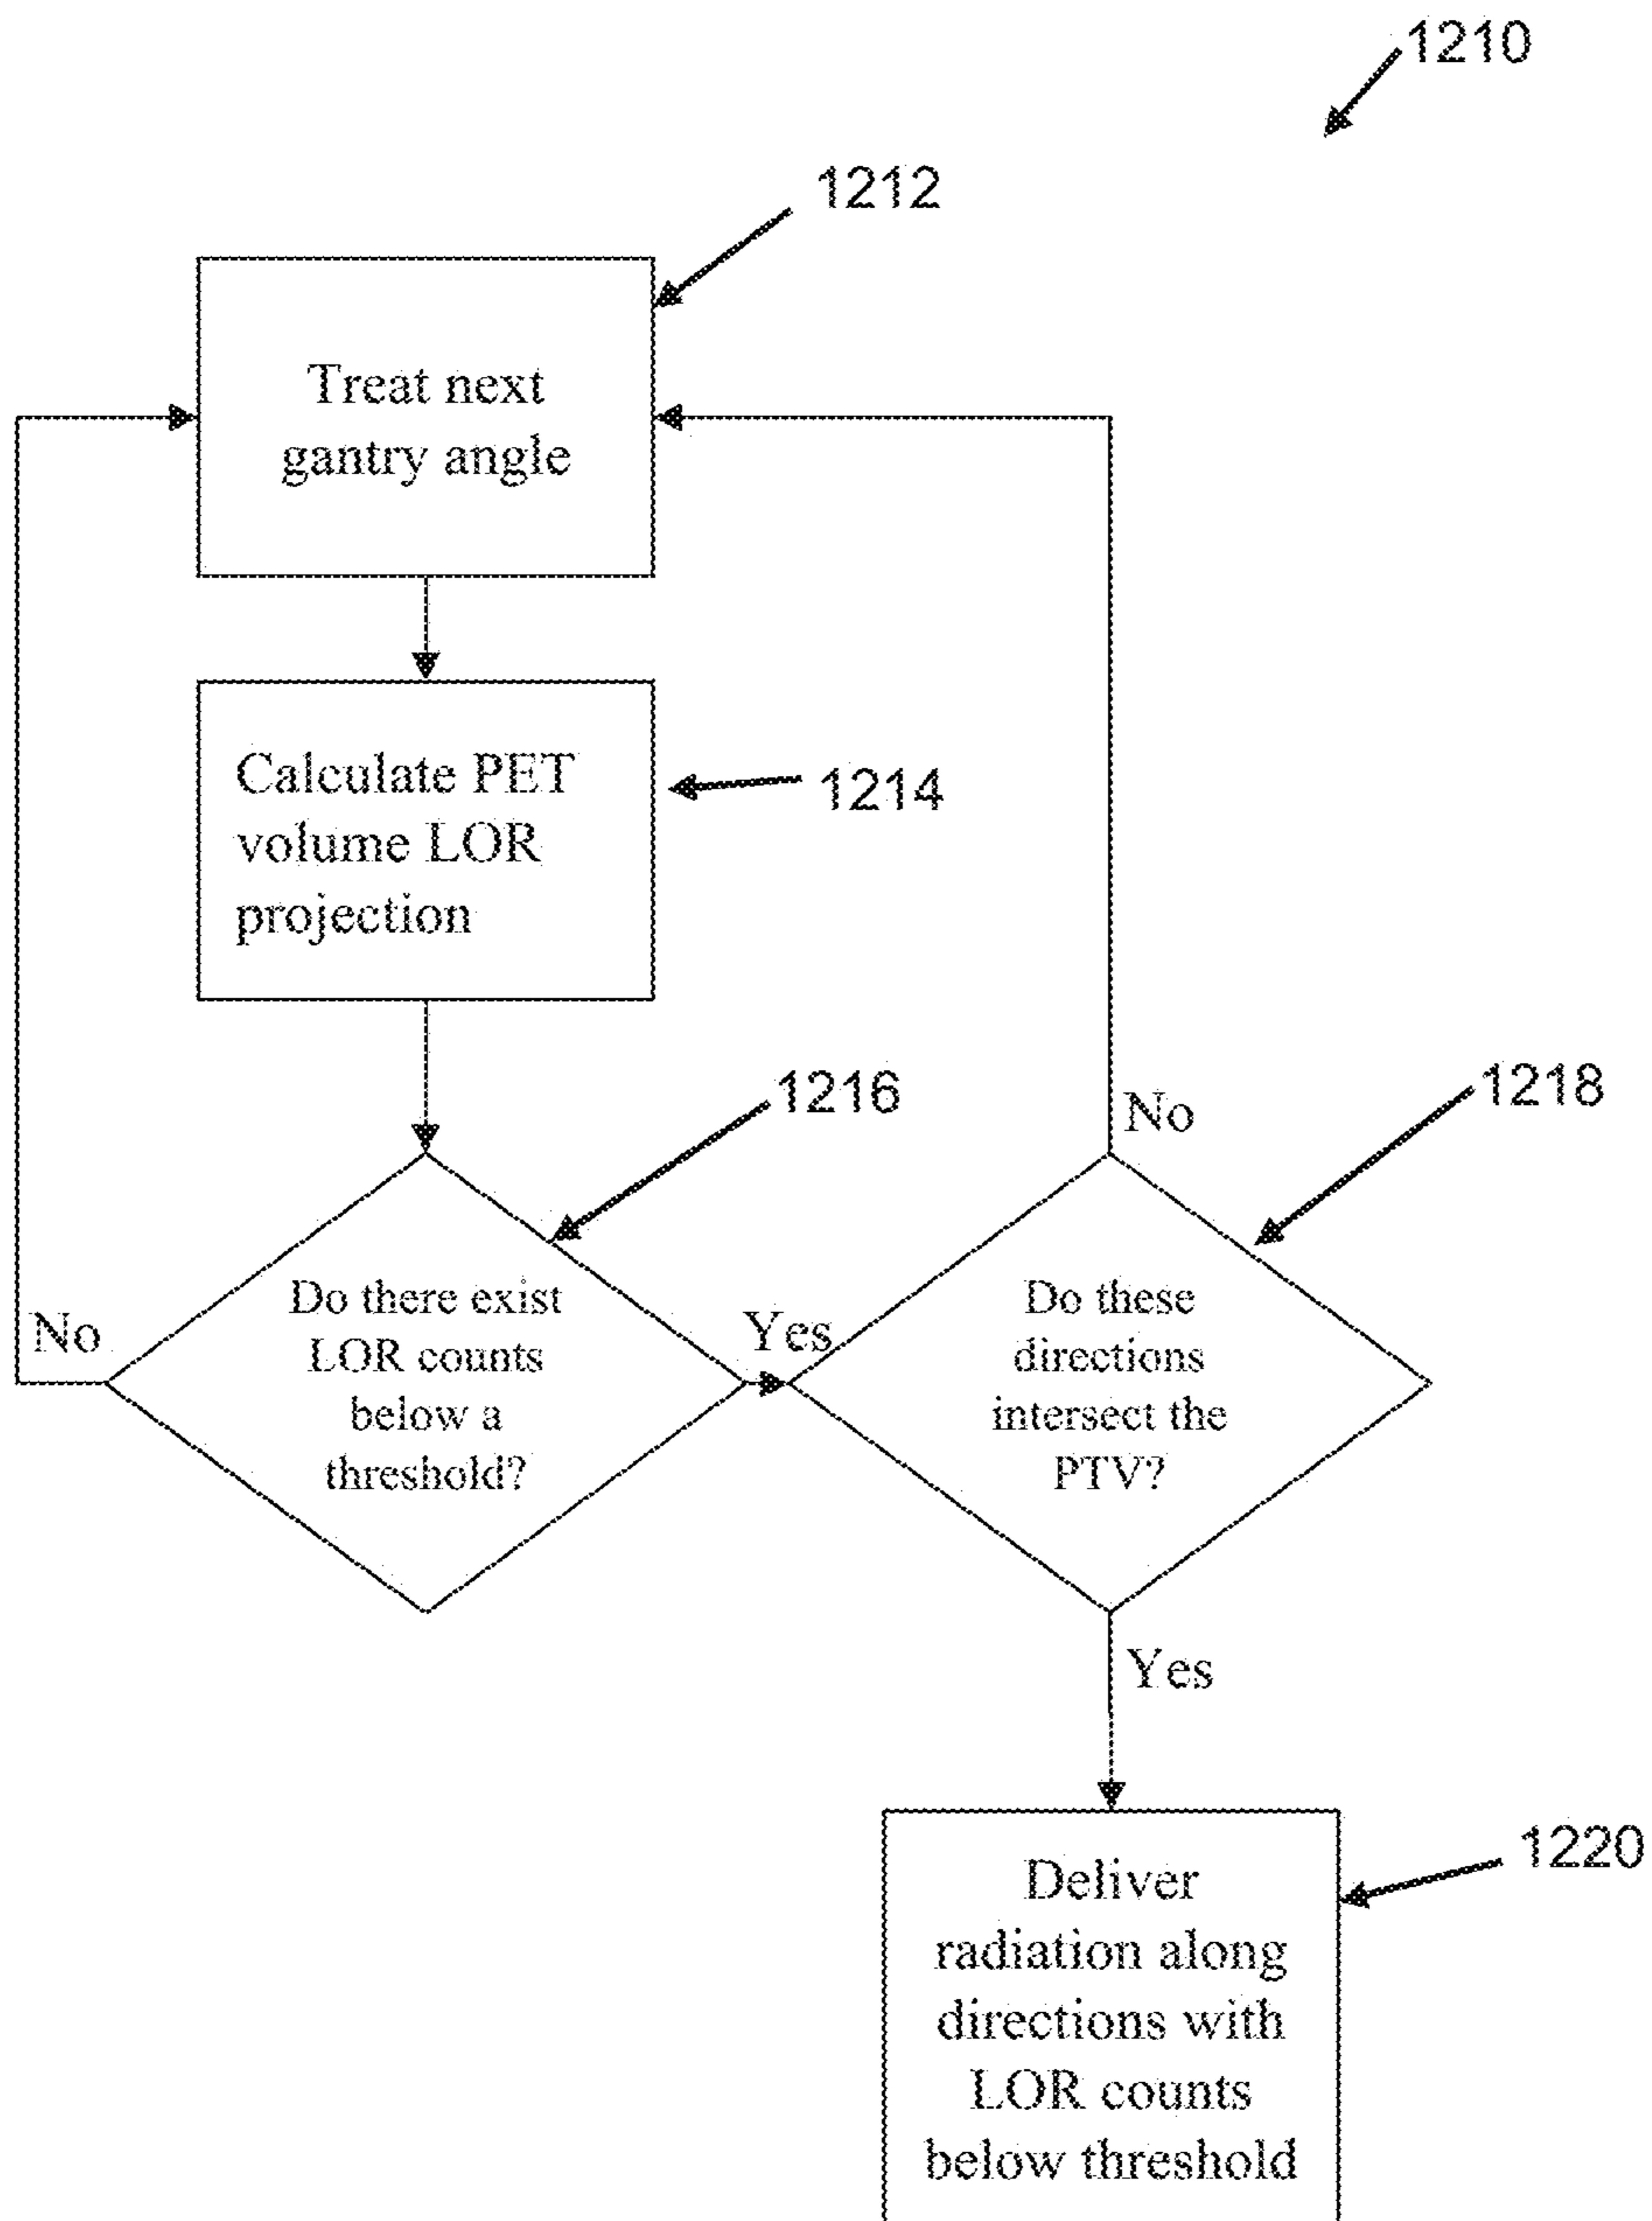 1210
1212
Treat next
gantry angle
Calculate PET
volume LOR
projection
1214
1216
1218
No
Do there exist
LOR counts
below a
threshold?
No
Yes
Do these
directions
intersect the
PTV?
Yes
1220
Deliver
radiation along
directions with
LOR counts
below threshold